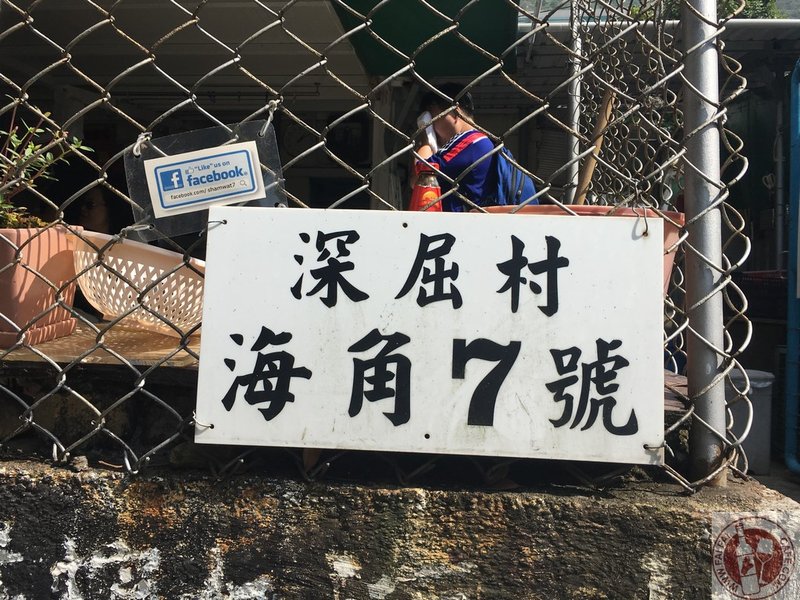 "Like" us on
facebook.
facebook.com/shamwat7
深屈村
海角7號